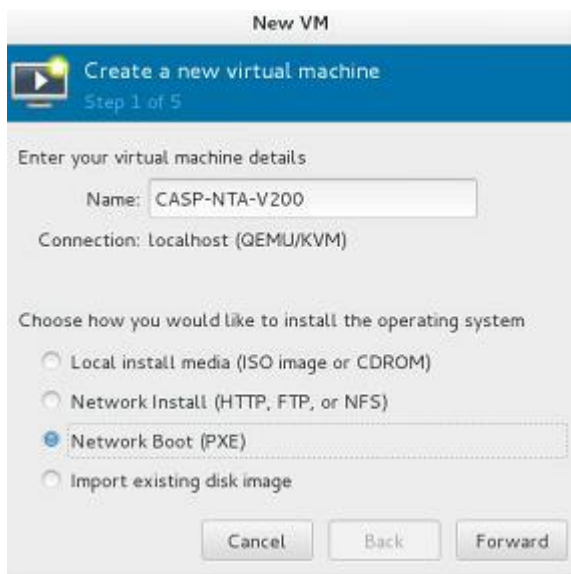 New VM
Create a new virtual machine
Step 1 of 5
Enter your virtual machine details
Name: CASP-NTA-V200
Connection: localhost (QEMU/KVM)
Choose how you would like to install the operating system
Local install media (ISO image or CDROM)
Network Install (HTTP, FTP, or NFS)
Network Boot (PXE)
Import existing disk image
Cancel Back Forward